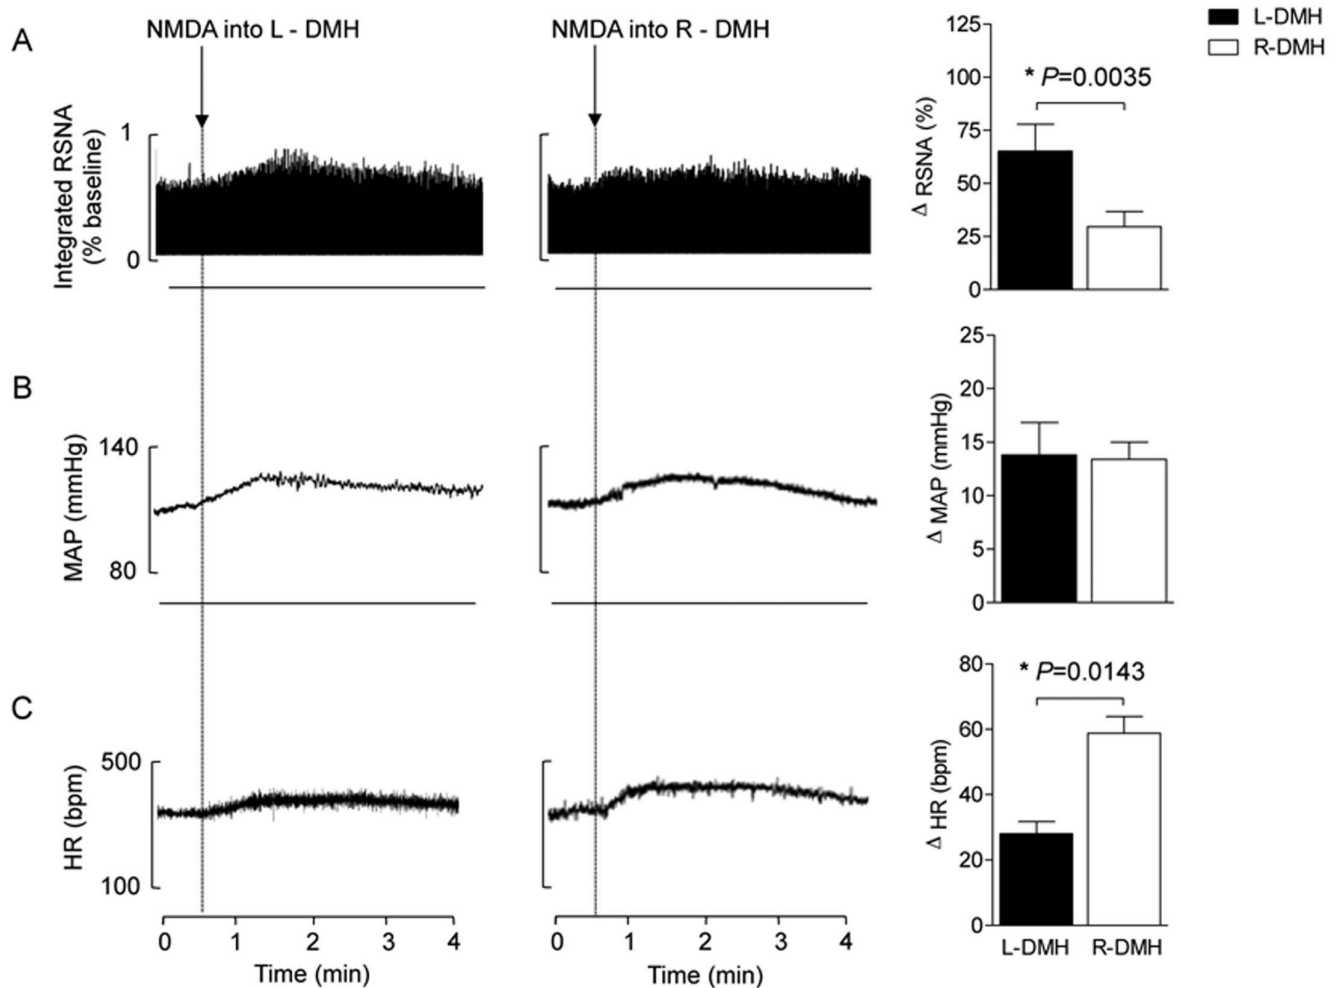 A
NMDA into L - DMH
NMDA into R - DMH
L-DMH
R-DMH
Integrated RSNA
(% baseline)
1
0
Δ RSNA (%)
125
100
75
50
25
0
* P=0.0035
B
MAP (mmHg)
140
80
Δ MAP (mmHg)
25
20
15
10
5
0
C
HR (bpm)
500
100
0 1 2 3 4
Time (min)
0 1 2 3 4
Time (min)
Δ HR (bpm)
80
60
40
20
0
* P=0.0143
L-DMH R-DMH